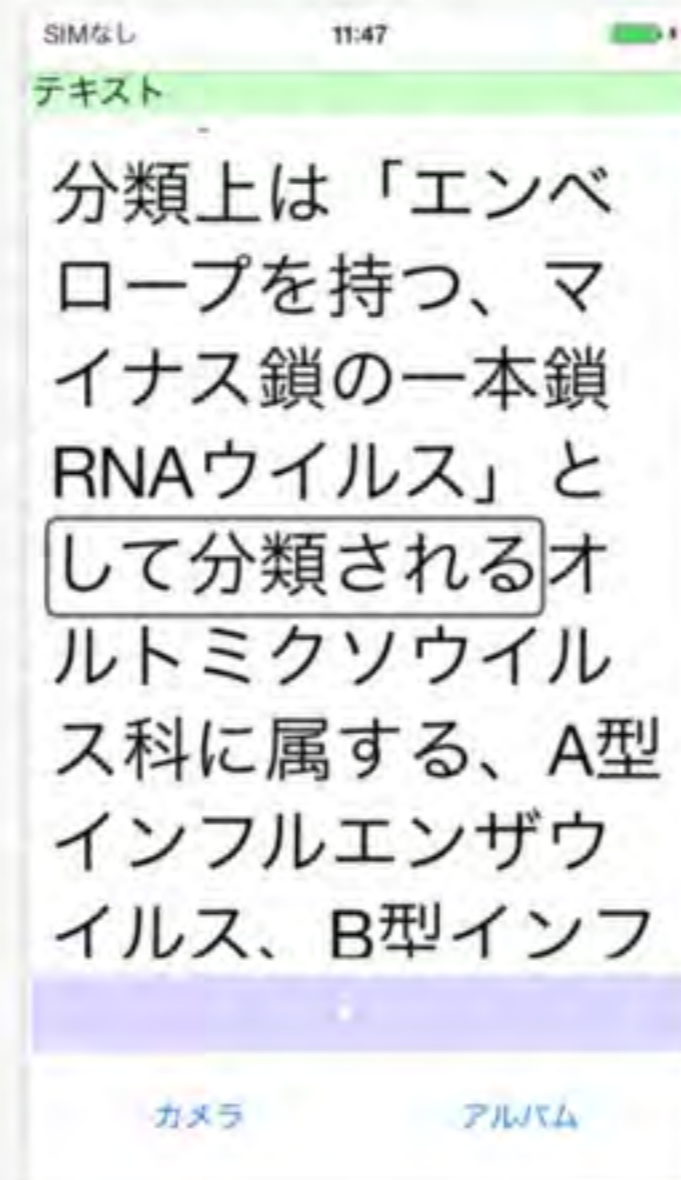 SIMなし 11:47
テキスト
分類上は「エンベ
ロープを持つ、マ
イナス鎖の一本鎖
RNAウイルス」と
して分類されるオ
ルトミクソウイル
ス科に属する、A型
インフルエンザウ
イルス、B型インフ
カメラ アルバム